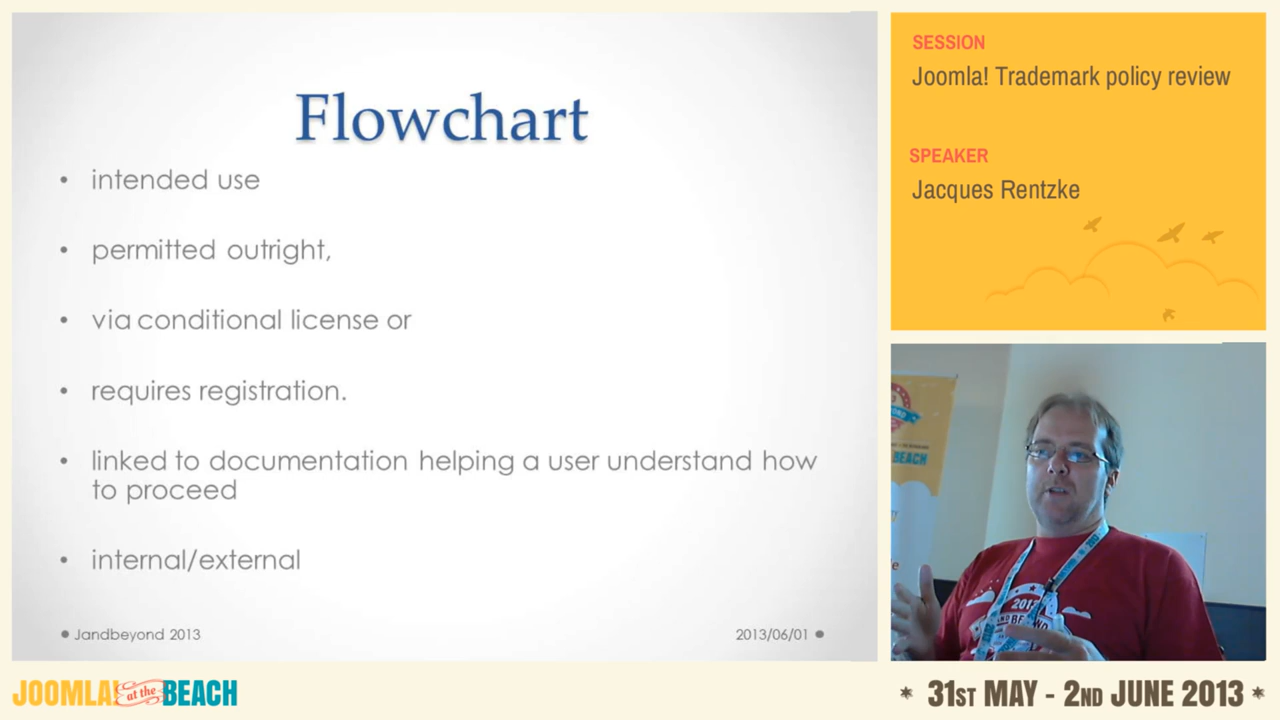 Flowchart
• intended use
• permitted outright,
• via conditional license or
• requires registration.
• linked to documentation helping a user understand how
to proceed
• internal/external
• Jandbeyond 2013
2013/06/01 •
SESSION
Joomla! Trademark policy review
SPEAKER
Jacques Rentzke
BEACH
2013
JOOMLA! at the BEACH
* 31ST MAY - 2ND JUNE 2013 *